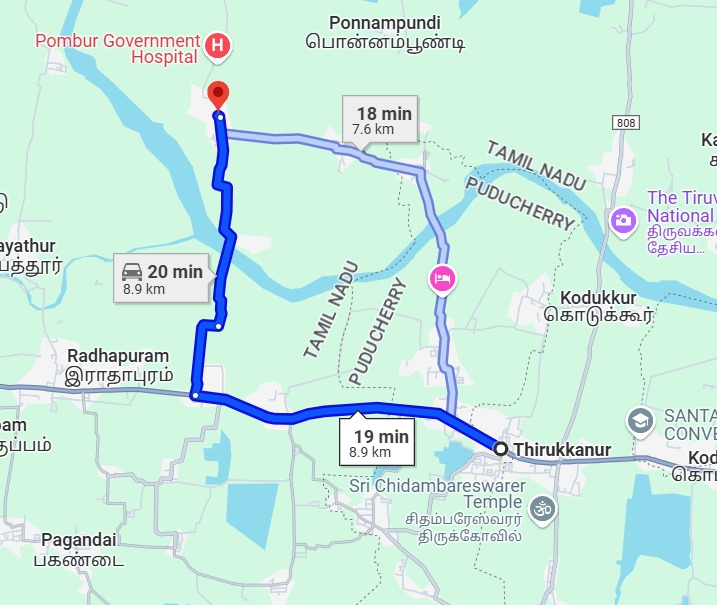 Ponnampundi
பொன்னம்பூண்டி
Pombur Government
Hospital
H
18 min
7.6 km
808
TAMIL NADU
PUDUCHERRY
The Tiruv
National
திருவக்க
தேசிய...
ayathur
பத்தூர்
20 min
8.9 km
TAMIL NADU
PUDUCHERRY
Kodukkur
கொடுக்கூர்
Radhapuram
இராதாபுரம்
19 min
8.9 km
Thirukkanur
SANTA
CONVE
Sri Chidambareswarer
Temple
சிதம்பரேஸ்வரர்
திருக்கோவில்
ॐ
Pagandai
பகண்டை